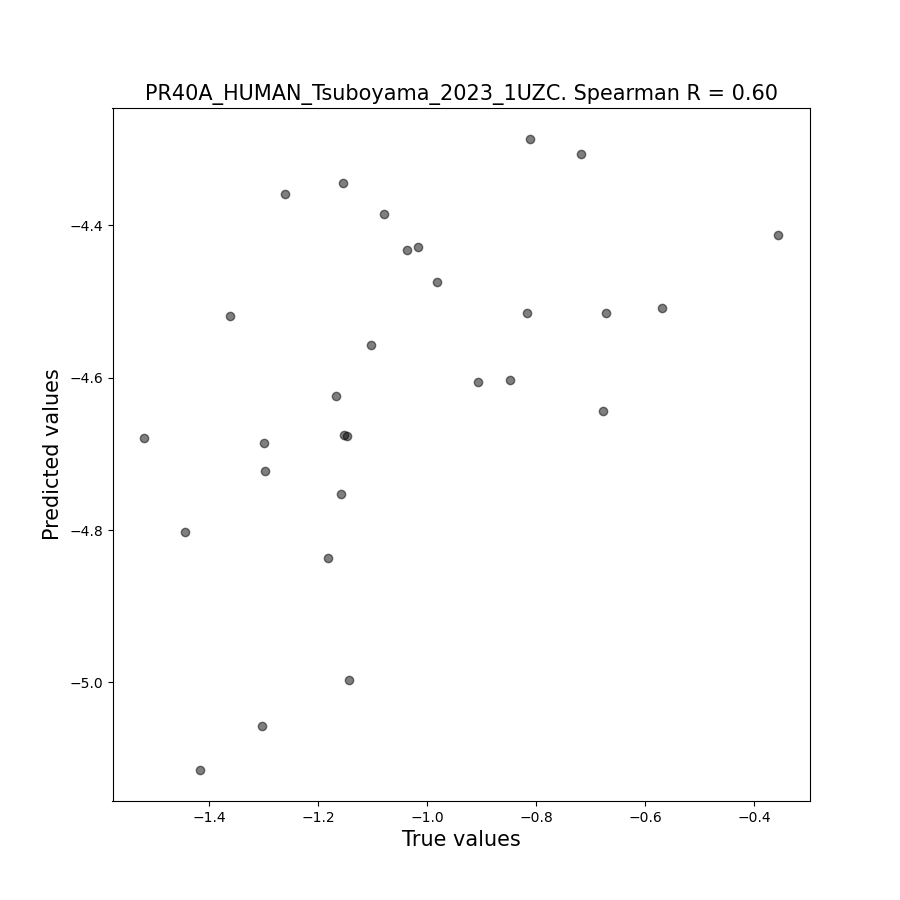 PR40A_HUMAN_Tsuboyama_2023_1UZC. Spearman R = 0.60
Predicted values
−4.4
−4.6
−4.8
−5.0
−1.4 −1.2 −1.0 −0.8 −0.6 −0.4
True values